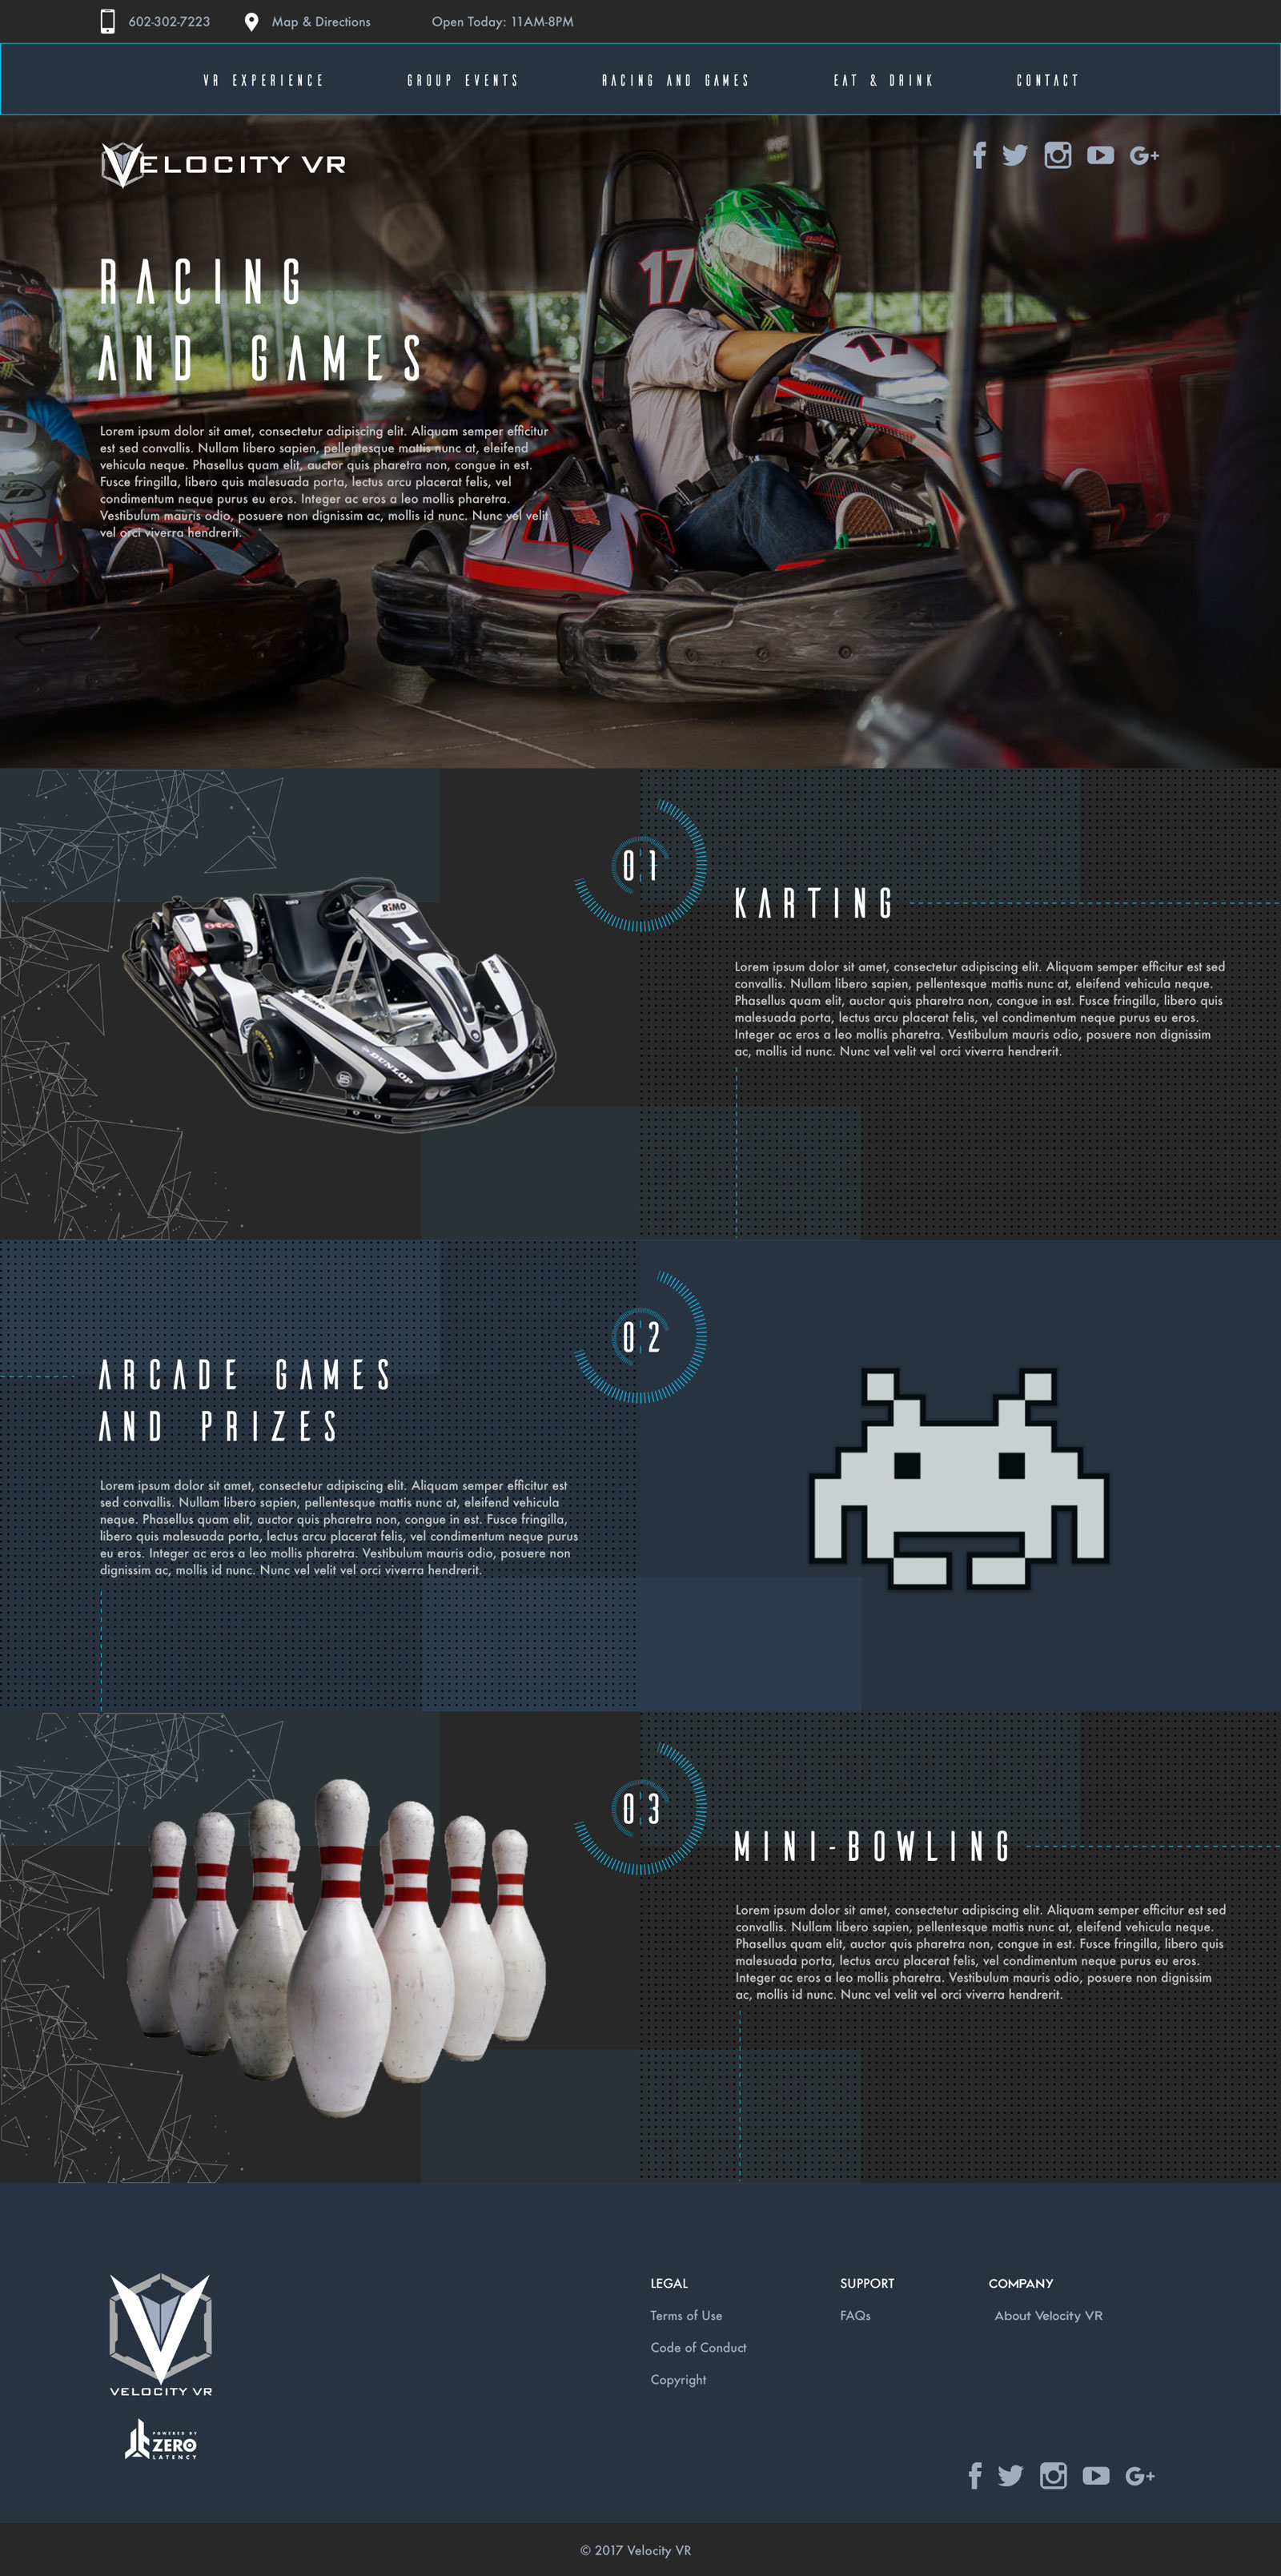 602-302-7223 Map & Directions Open Today: 11AM-8PM
VR EXPERIENCE GROUP EVENTS RACING AND GAMES EAT & DRINK CONTACT
VELOCITY VR
G+
16
17
17
RACING
AND GAMES
Lorem ipsum dolor sit amet, consectetur adipiscing elit. Aliquam semper efficitur
est sed convallis. Nullam libero sapien, pellentesque mattis nunc at, eleifend
vehicula neque. Phasellus quam elit, auctor quis pharetra non, congue in est.
Fusce fringilla, libero quis malesuada porta, lectus arcu placerat felis, vel
condimentum neque purus eu eros. Integer ac eros a leo mollis pharetra.
Vestibulum mauris odio, posuere non dignissim ac, mollis id nunc. Nunc vel velit
vel orci viverra hendrerit.
01
KARTING
RiMO
1
DUNLOP
Lorem ipsum dolor sit amet, consectetur adipiscing elit. Aliquam semper efficitur est sed
convallis. Nullam libero sapien, pellentesque mattis nunc at, eleifend vehicula neque.
Phasellus quam elit, auctor quis pharetra non, congue in est. Fusce fringilla, libero quis
malesuada porta, lectus arcu placerat felis, vel condimentum neque purus eu eros.
Integer ac eros a leo mollis pharetra. Vestibulum mauris odio, posuere non dignissim
ac, mollis id nunc. Nunc vel velit vel orci viverra hendrerit.
02
ARCADE GAMES
AND PRIZES
Lorem ipsum dolor sit amet, consectetur adipiscing elit. Aliquam semper efficitur est
sed convallis. Nullam libero sapien, pellentesque mattis nunc at, eleifend vehicula
neque. Phasellus quam elit, auctor quis pharetra non, congue in est. Fusce fringilla,
libero quis malesuada porta, lectus arcu placerat felis, vel condimentum neque purus
eu eros. Integer ac eros a leo mollis pharetra. Vestibulum mauris odio, posuere non
dignissim ac, mollis id nunc. Nunc vel velit vel orci viverra hendrerit.
03
MINI-BOWLING
Lorem ipsum dolor sit amet, consectetur adipiscing elit. Aliquam semper efficitur est sed
convallis. Nullam libero sapien, pellentesque mattis nunc at, eleifend vehicula neque.
Phasellus quam elit, auctor quis pharetra non, congue in est. Fusce fringilla, libero quis
malesuada porta, lectus arcu placerat felis, vel condimentum neque purus eu eros.
Integer ac eros a leo mollis pharetra. Vestibulum mauris odio, posuere non dignissim
ac, mollis id nunc. Nunc vel velit vel orci viverra hendrerit.
LEGAL SUPPORT COMPANY
Terms of Use FAQs About Velocity VR
Code of Conduct
Copyright
VELOCITY VR
POWERED BY
ZERO
LATENCY
G+
© 2017 Velocity VR